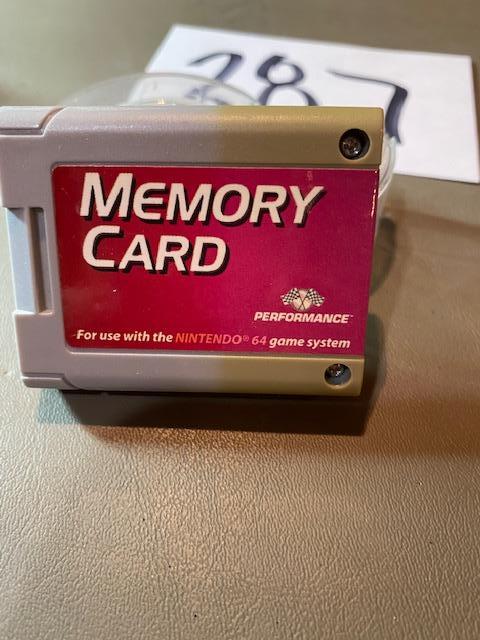 287
MEMORY
CARD
PERFORMANCE™
For use with the NINTENDO® 64 game system